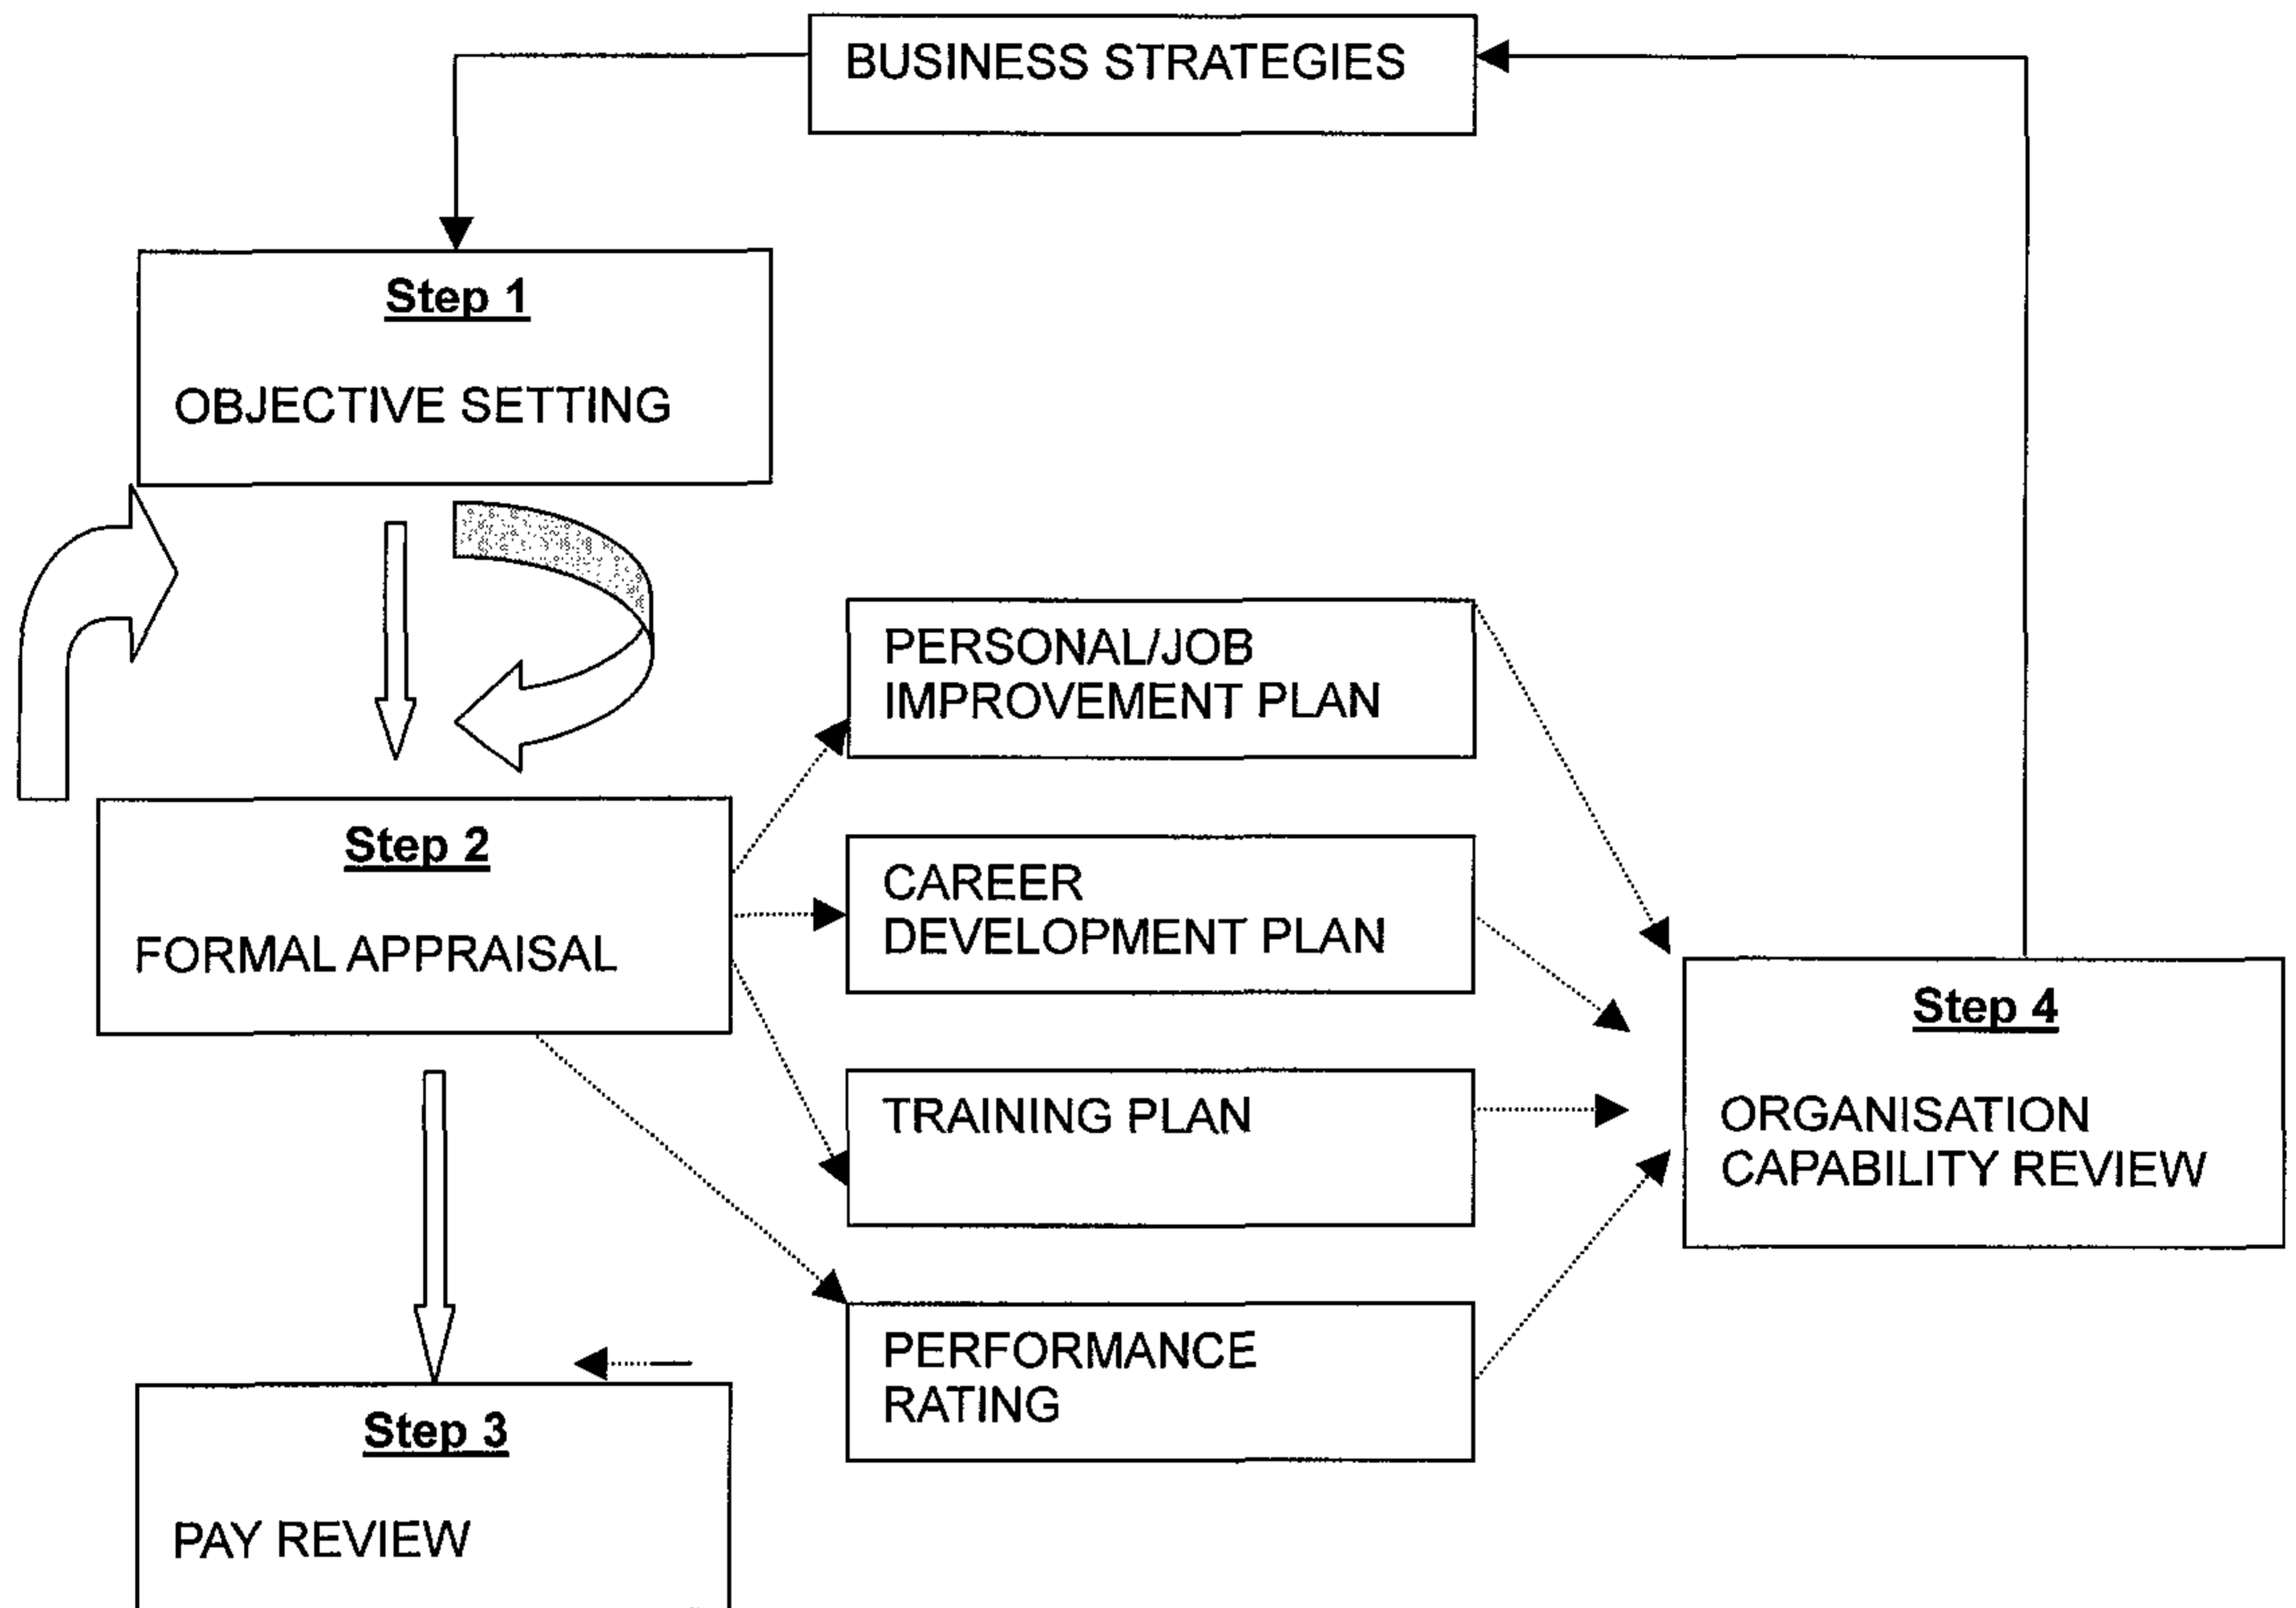 BUSINESS STRATEGIES
Step 1
OBJECTIVE SETTING
PERSONAL/JOB
IMPROVEMENT PLAN
Step 2
FORMAL APPRAISAL
CAREER
DEVELOPMENT PLAN
TRAINING PLAN
Step 4
ORGANISATION
CAPABILITY REVIEW
PERFORMANCE
RATING
Step 3
PAY REVIEW